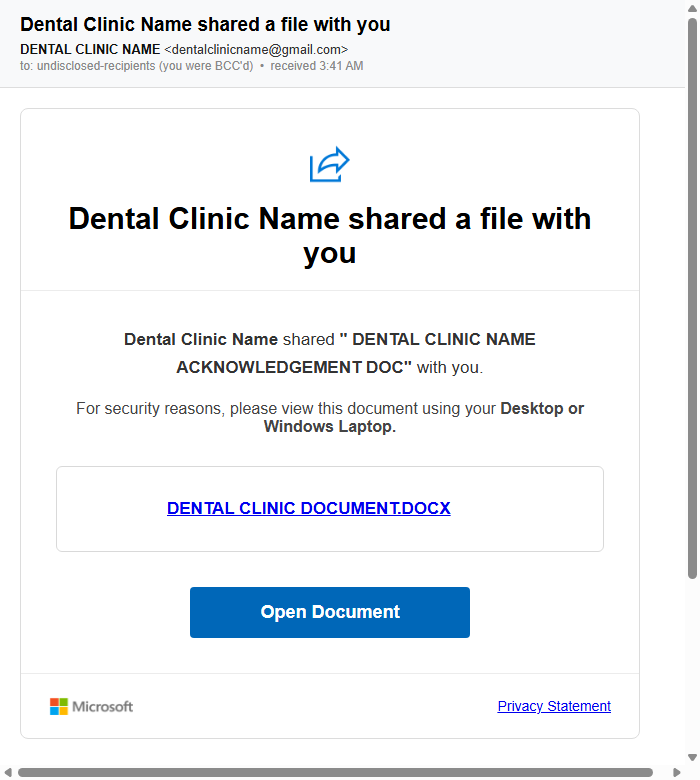 Dental Clinic Name shared a file with you
DENTAL CLINIC NAME <dentalclinicname@gmail.com>
to: undisclosed-recipients (you were BCC'd) • received 3:41 AM
Dental Clinic Name shared a file with
you
Dental Clinic Name shared " DENTAL CLINIC NAME
ACKNOWLEDGEMENT DOC" with you.
For security reasons, please view this document using your Desktop or
Windows Laptop.
DENTAL CLINIC DOCUMENT.DOCX
Open Document
Microsoft
Privacy Statement